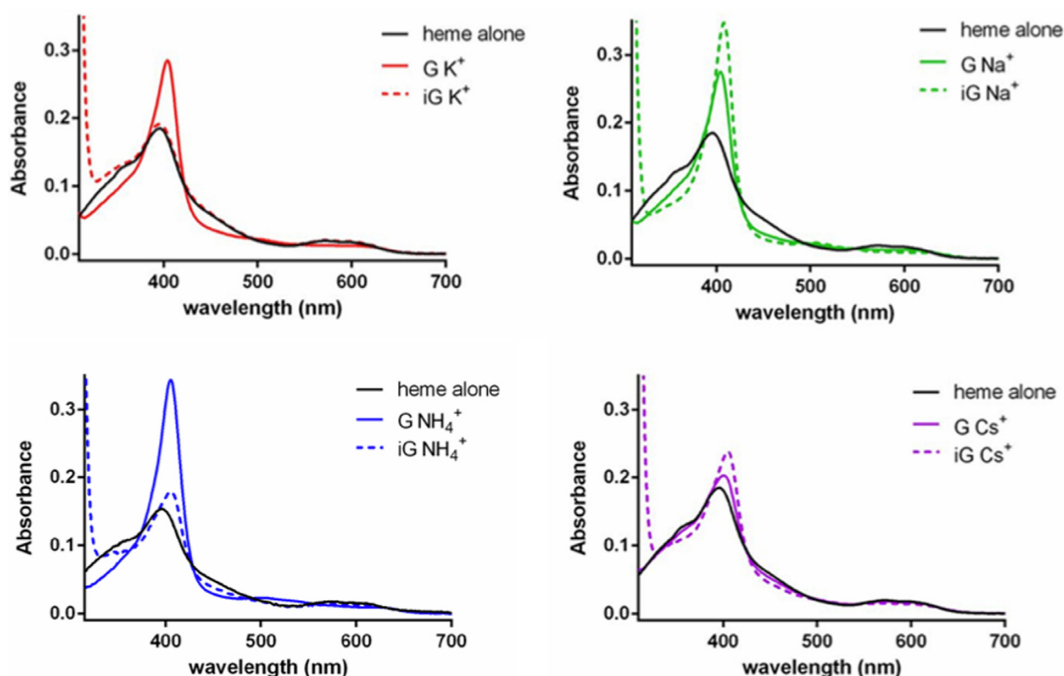 heme alone
G K⁺
iG K⁺
Absorbance
0.3
0.2
0.1
0.0
400 500 600 700
wavelength (nm)
heme alone
G Na⁺
iG Na⁺
Absorbance
0.3
0.2
0.1
0.0
400 500 600 700
wavelength (nm)
heme alone
G NH₄⁺
iG NH₄⁺
Absorbance
0.3
0.2
0.1
0.0
400 500 600 700
wavelength (nm)
heme alone
G Cs⁺
iG Cs⁺
Absorbance
0.3
0.2
0.1
0.0
400 500 600 700
wavelength (nm)